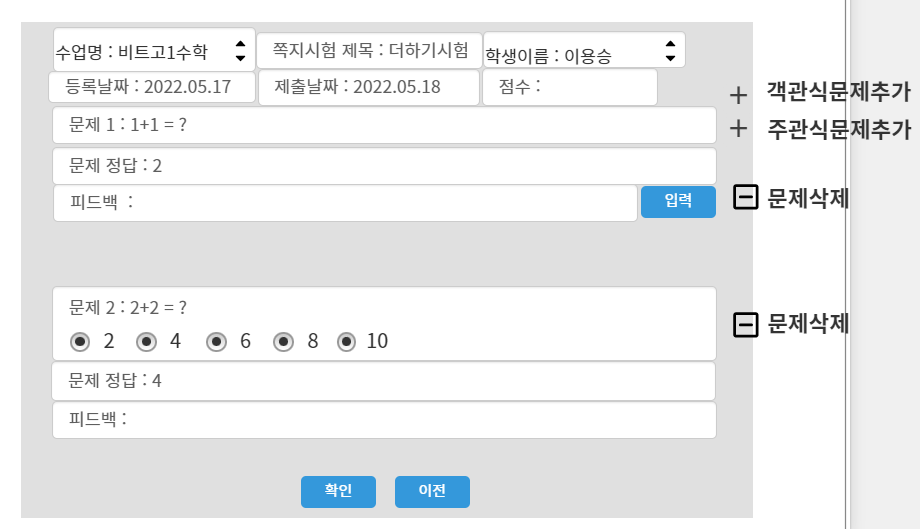 수업명 : 비트고1수학
쪽지시험 제목 : 더하기시험
학생이름 : 이용승
등록날짜 : 2022.05.17
제출날짜 : 2022.05.18
점수 :
+ 객관식문제추가
문제 1 : 1+1 = ?
+ 주관식문제추가
문제 정답 : 2
피드백 :
입력
문제삭제
문제 2 : 2+2 = ?
문제삭제
2 4 6 8 10
문제 정답 : 4
피드백 :
확인
이전